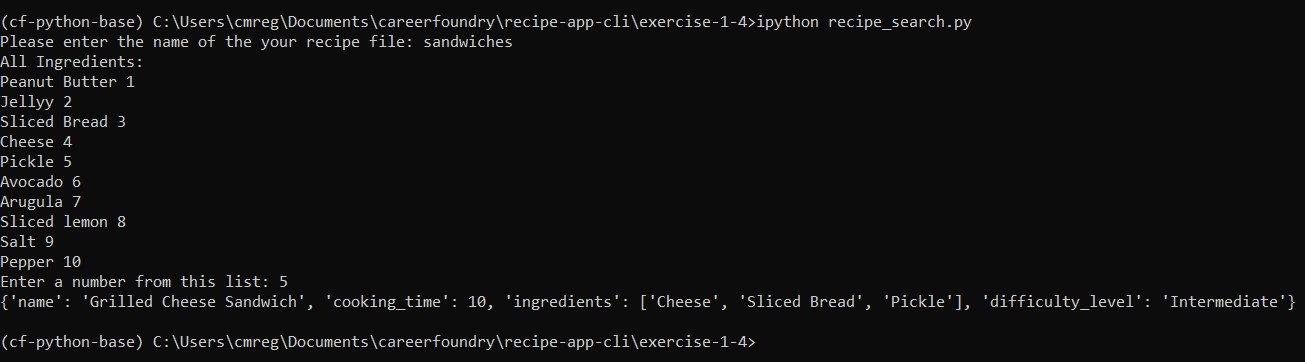 (cf-python-base) C:\Users\cmreg\Documents\careerfoundry\recipe-app-cli\exercise-1-4>ipython recipe_search.py
Please enter the name of the your recipe file: sandwiches
All Ingredients:
Peanut Butter 1
Jellyy 2
Sliced Bread 3
Cheese 4
Pickle 5
Avocado 6
Arugula 7
Sliced lemon 8
Salt 9
Pepper 10
Enter a number from this list: 5
{'name': 'Grilled Cheese Sandwich', 'cooking_time': 10, 'ingredients': ['Cheese', 'Sliced Bread', 'Pickle'], 'difficulty_level': 'Intermediate'}
(cf-python-base) C:\Users\cmreg\Documents\careerfoundry\recipe-app-cli\exercise-1-4>